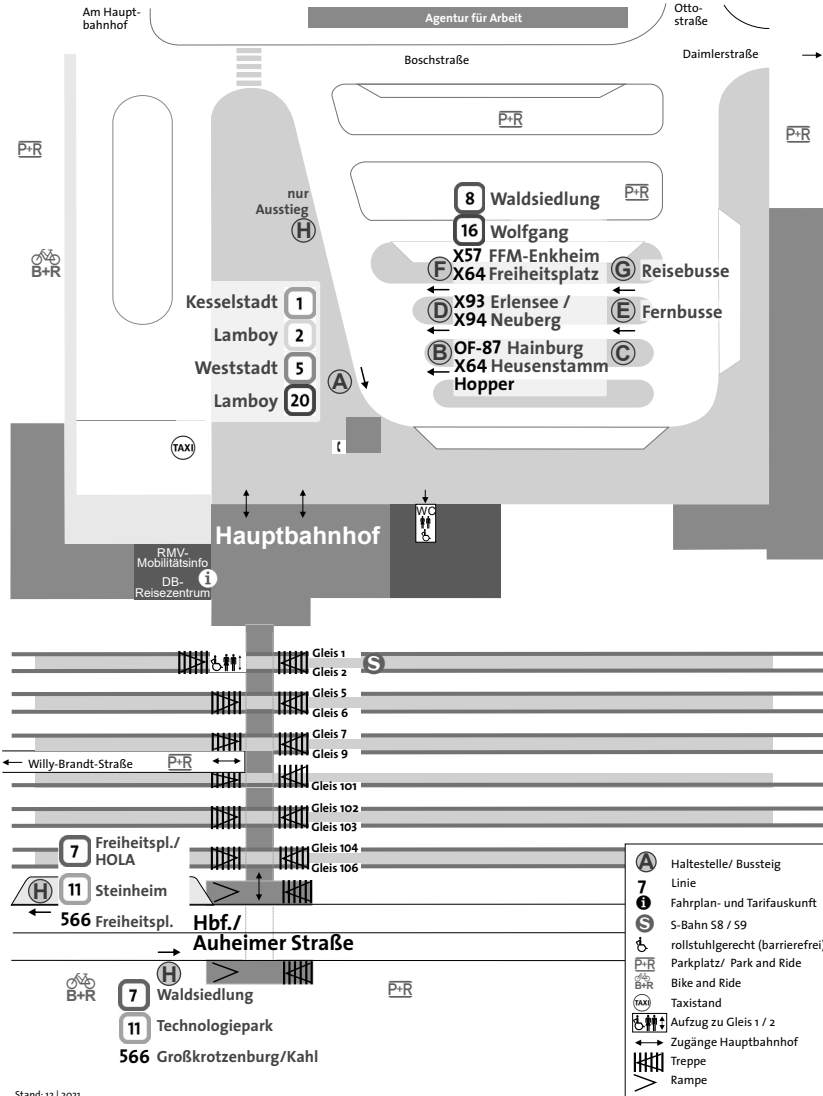 Am Haupt-
bahnhof
Agentur für Arbeit
Otto-
straße
Boschstraße
Daimlerstraße
P+R
P+R
P+R
P+R
nur
Ausstieg
H
B+R
8 Waldsiedlung
16 Wolfgang
F X57 FFM-Enkheim
X64 Freiheitsplatz
G Reisebusse
D X93 Erlensee /
X94 Neuberg
E Fernbusse
B OF-87 Hainburg
X64 Heusenstamm
Hopper
C
Kesselstadt 1
Lamboy 2
Weststadt 5
Lamboy 20
A
TAXI
WC
Hauptbahnhof
RMV-
Mobilitätsinfo
DB-
Reisezentrum
i
Gleis 1
Gleis 2
S
Gleis 5
Gleis 6
Gleis 7
Gleis 9
Willy-Brandt-Straße P+R
Gleis 101
Gleis 102
Gleis 103
Gleis 104
Gleis 106
7 Freiheitspl./
HOLA
H 11 Steinheim
566 Freiheitspl.
Hbf./
Auheimer Straße
H
B+R
7 Waldsiedlung
11 Technologiepark
566 Großkrotzenburg/Kahl
P+R
A Haltestelle/ Bussteig
7 Linie
i Fahrplan- und Tarifauskunft
S S-Bahn S8 / S9
rollstuhlgerecht (barrierefrei)
P+R Parkplatz/ Park and Ride
B+R Bike and Ride
TAXI Taxistand
Aufzug zu Gleis 1 / 2
Zugänge Hauptbahnhof
Treppe
Rampe
Stand: 12 | 2021